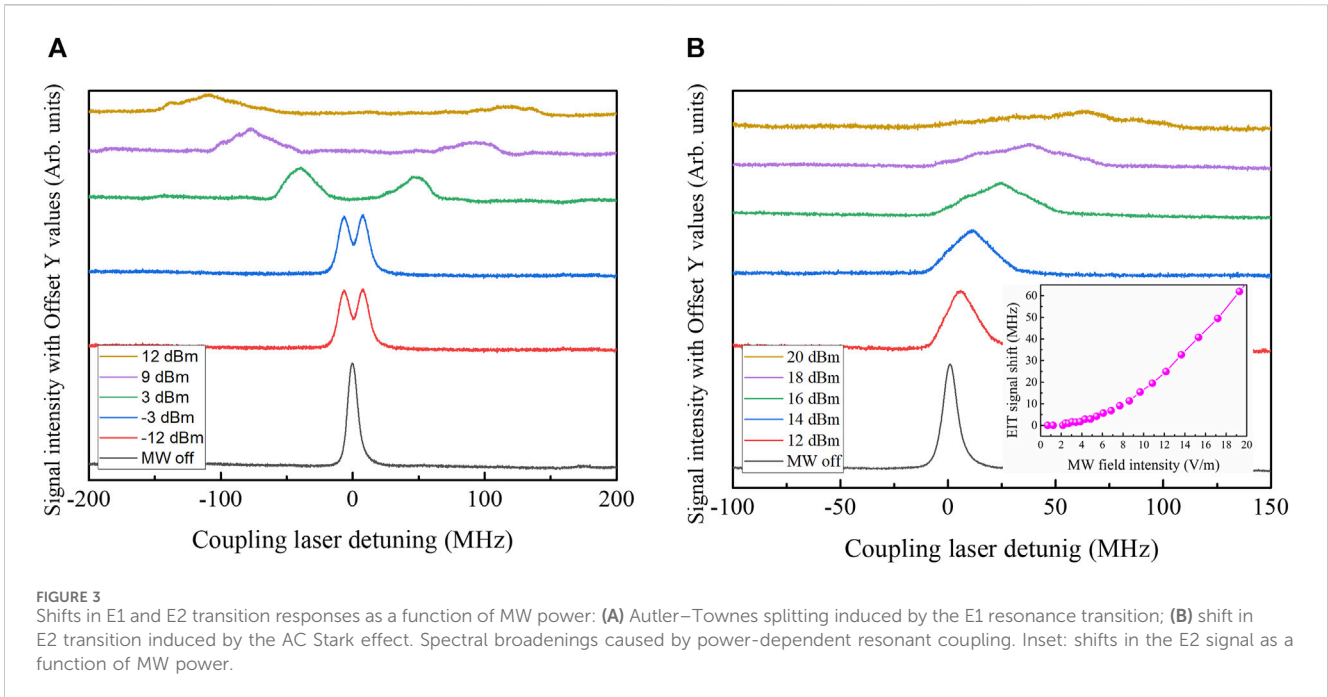 A
B
Signal intensity with Offset Y values (Arb. units)
12 dBm
9 dBm
3 dBm
-3 dBm
-12 dBm
MW off
-200
-100
0
100
200
Coupling laser detuning (MHz)
Signal intensity with Offset Y values (Arb. units)
20 dBm
18 dBm
16 dBm
14 dBm
12 dBm
MW off
EIT signal shift (MHz)
60
50
40
30
20
10
0
0 2 4 6 8 10 12 14 16 18 20
MW field intensity (V/m)
-100
-50
0
50
100
150
Coupling laser detunig (MHz)
FIGURE 3
Shifts in E1 and E2 transition responses as a function of MW power: (A) Autler–Townes splitting induced by the E1 resonance transition; (B) shift in
E2 transition induced by the AC Stark effect. Spectral broadenings caused by power-dependent resonant coupling. Inset: shifts in the E2 signal as a
function of MW power.